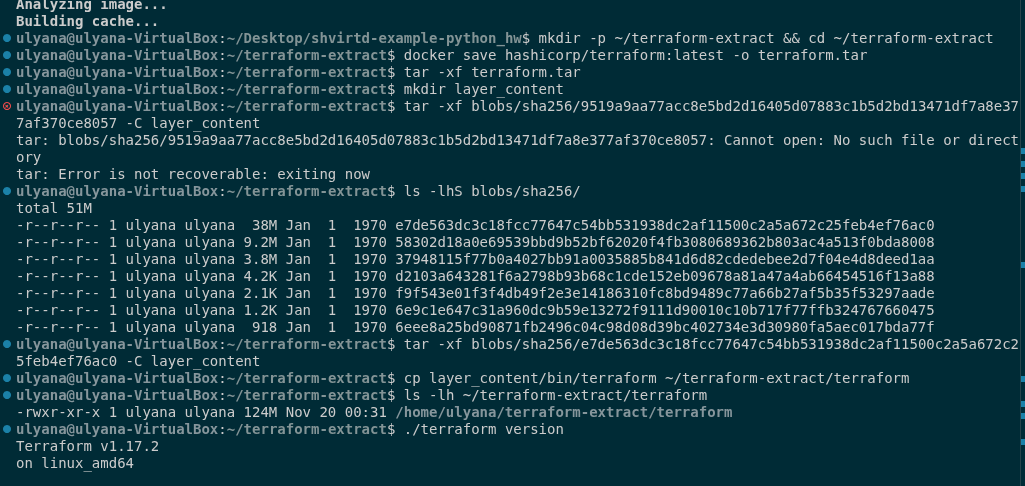 Analyzing image...
Building cache...
ulyana@ulyana-VirtualBox:~/Desktop/shvirtd-example-python_hw$ mkdir -p ~/terraform-extract && cd ~/terraform-extract
ulyana@ulyana-VirtualBox:~/terraform-extract$ docker save hashicorp/terraform:latest -o terraform.tar
ulyana@ulyana-VirtualBox:~/terraform-extract$ tar -xf terraform.tar
ulyana@ulyana-VirtualBox:~/terraform-extract$ mkdir layer_content
ulyana@ulyana-VirtualBox:~/terraform-extract$ tar -xf blobs/sha256/9519a9aa77acc8e5bd2d16405d07883c1b5d2bd13471df7a8e37
7af370ce8057 -C layer_content
tar: blobs/sha256/9519a9aa77acc8e5bd2d16405d07883c1b5d2bd13471df7a8e377af370ce8057: Cannot open: No such file or direct
ory
tar: Error is not recoverable: exiting now
ulyana@ulyana-VirtualBox:~/terraform-extract$ ls -lhS blobs/sha256/
total 51M
-r--r--r-- 1 ulyana ulyana  38M Jan  1  1970 e7de563dc3c18fcc77647c54bb531938dc2af11500c2a5a672c25feb4ef76ac0
-r--r--r-- 1 ulyana ulyana 9.2M Jan  1  1970 58302d18a0e69539bbd9b52bf62020f4fb3080689362b803ac4a513f0bda8008
-r--r--r-- 1 ulyana ulyana 3.8M Jan  1  1970 37948115f77b0a4027bb91a0035885b841d6d82cdedebee2d7f04e4d8deed1aa
-r--r--r-- 1 ulyana ulyana 4.2K Jan  1  1970 d2103a643281f6a2798b93b68c1cde152eb09678a81a47a4ab66454516f13a88
-r--r--r-- 1 ulyana ulyana 2.1K Jan  1  1970 f9f543e01f3f4db49f2e3e14186310fc8bd9489c77a66b27af5b35f53297aade
-r--r--r-- 1 ulyana ulyana 1.2K Jan  1  1970 6e9c1e647c31a960dc9b59e13272f9111d90010c10b717f77ffb324767660475
-r--r--r-- 1 ulyana ulyana  918 Jan  1  1970 6eee8a25bd90871fb2496c04c98d08d39bc402734e3d30980fa5aec017bda77f
ulyana@ulyana-VirtualBox:~/terraform-extract$ tar -xf blobs/sha256/e7de563dc3c18fcc77647c54bb531938dc2af11500c2a5a672c2
5feb4ef76ac0 -C layer_content
ulyana@ulyana-VirtualBox:~/terraform-extract$ cp layer_content/bin/terraform ~/terraform-extract/terraform
ulyana@ulyana-VirtualBox:~/terraform-extract$ ls -lh ~/terraform-extract/terraform
-rwxr-xr-x 1 ulyana ulyana 124M Nov 20 00:31 /home/ulyana/terraform-extract/terraform
ulyana@ulyana-VirtualBox:~/terraform-extract$ ./terraform version
Terraform v1.17.2
on linux_amd64